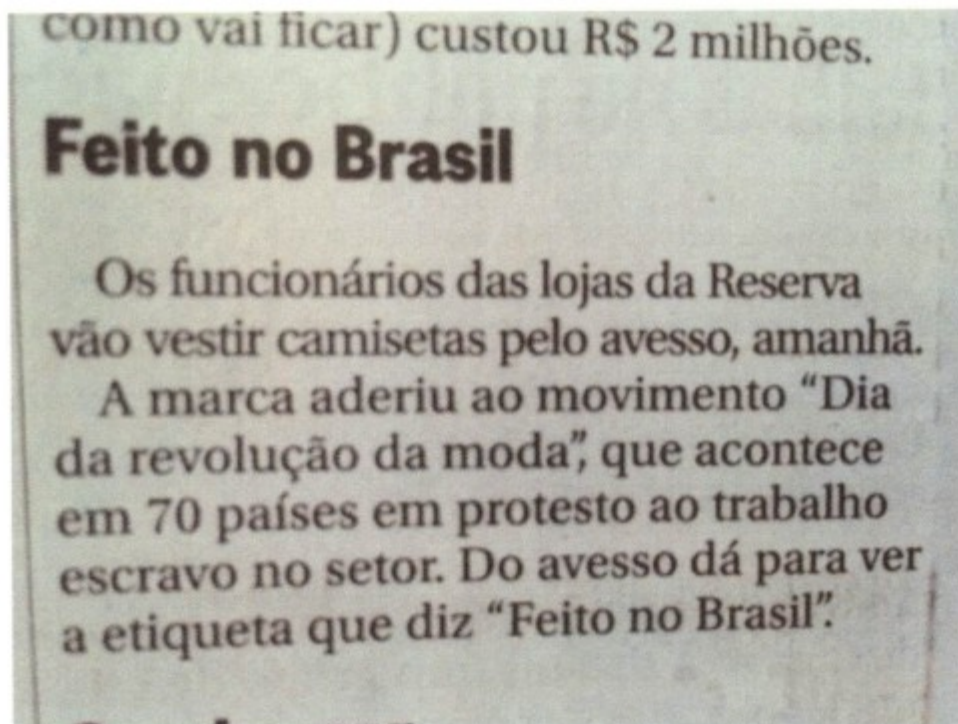 como vai ficar) custou R$ 2 milhões.
Feito no Brasil
Os funcionários das lojas da Reserva
vão vestir camisetas pelo avesso, amanhã.
A marca aderiu ao movimento “Dia
da revolução da moda”, que acontece
em 70 países em protesto ao trabalho
escravo no setor. Do avesso dá para ver
a etiqueta que diz “Feito no Brasil”.